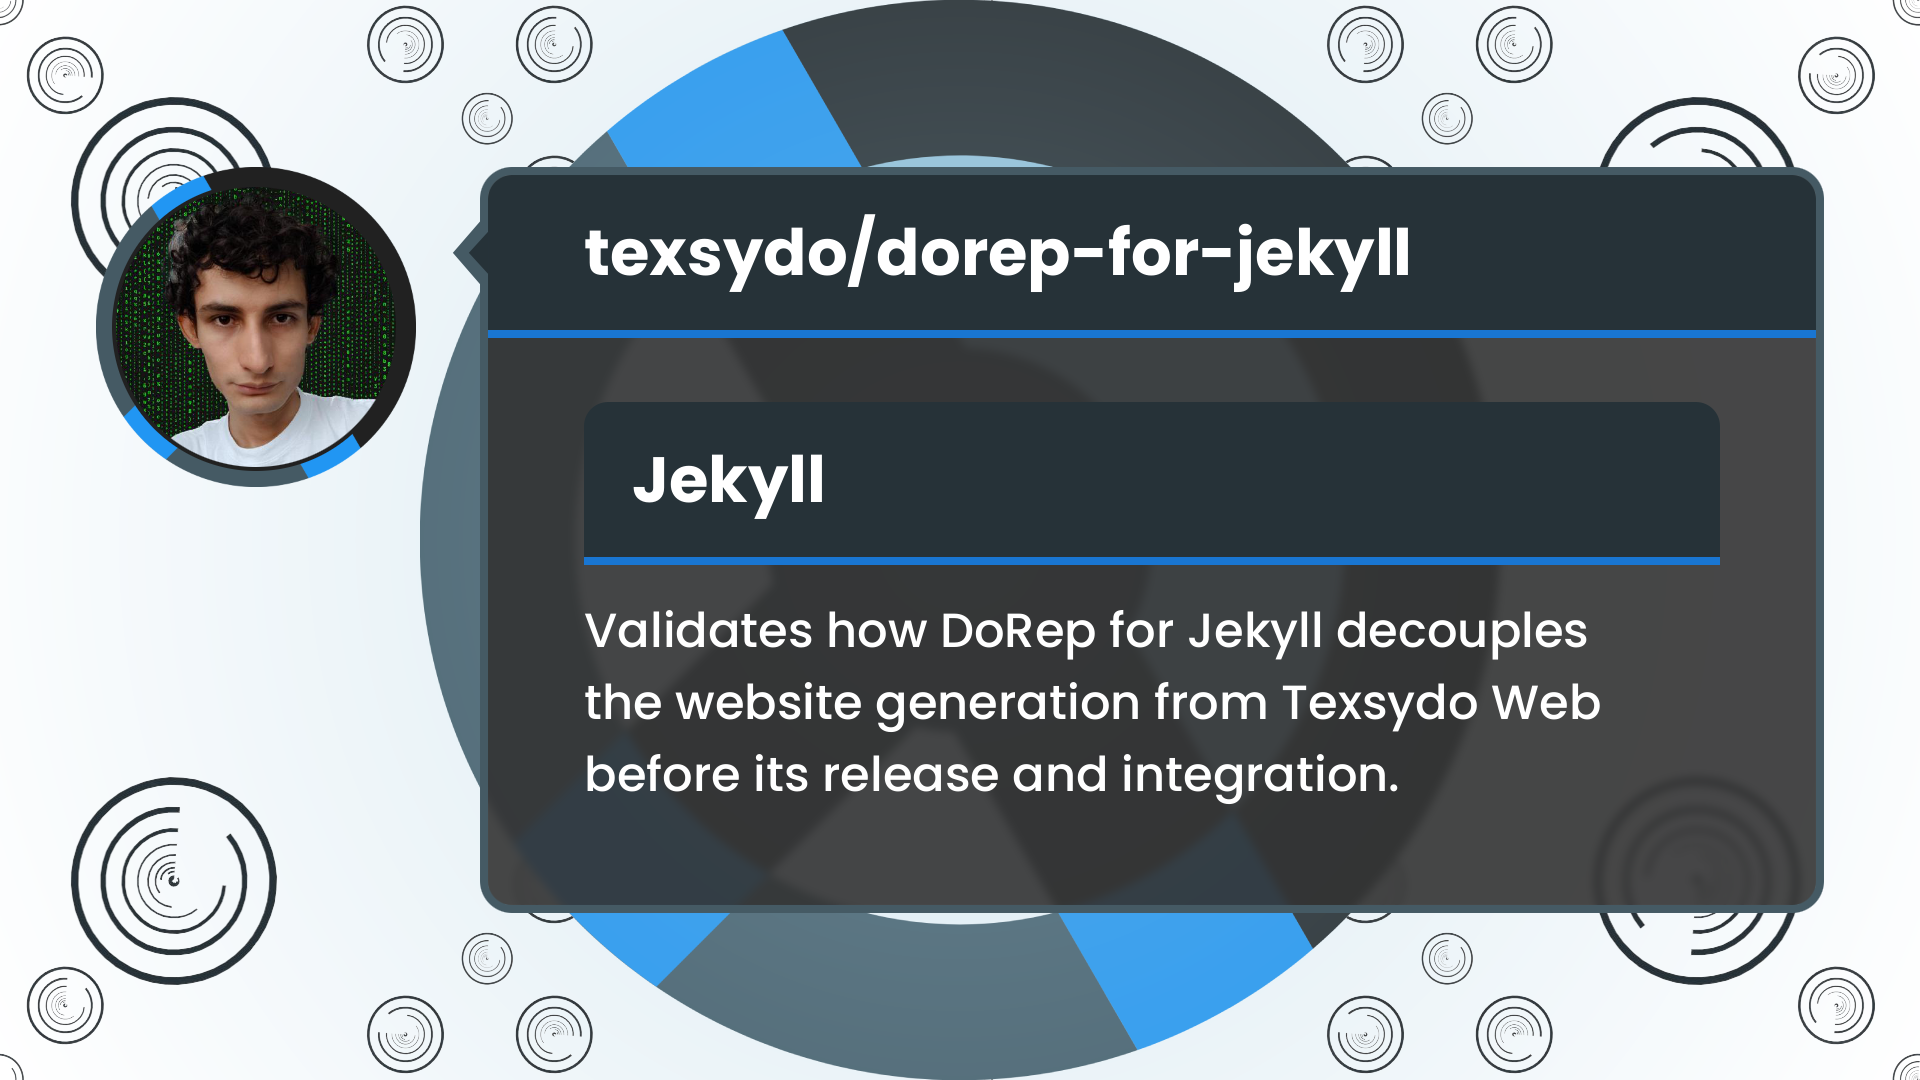 texsydo/dorep-for-jekyll
Jekyll
Validates how DoRep for Jekyll decouples
the website generation from Texsydo Web
before its release and integration.